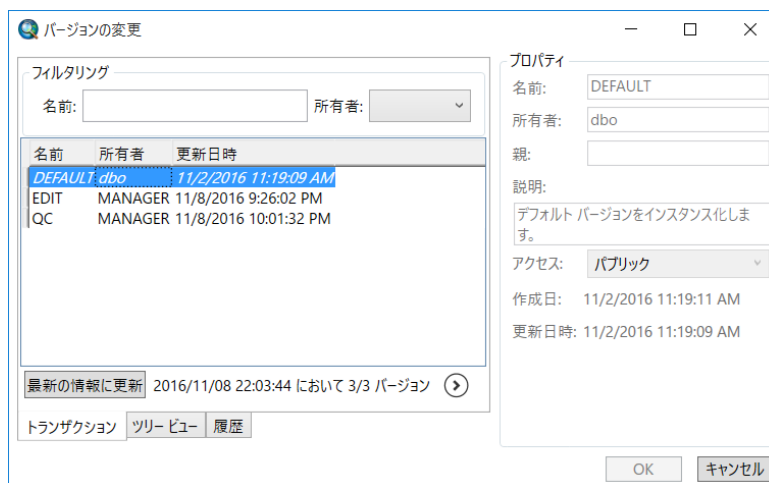 バージョンの変更
フィルタリング
名前:
所有者:
名前 所有者 更新日時
DEFAULT dbo 11/2/2016 11:19:09 AM
EDIT MANAGER 11/8/2016 9:26:02 PM
QC MANAGER 11/8/2016 10:01:32 PM
最新の情報に更新 2016/11/08 22:03:44 において 3/3 バージョン
トランザクション ツリー ビュー 履歴
プロパティ
名前: DEFAULT
所有者: dbo
親:
説明:
デフォルト バージョンをインスタンス化しま
す。
アクセス: パブリック
作成日: 11/2/2016 11:19:11 AM
更新日時: 11/2/2016 11:19:09 AM
OK キャンセル